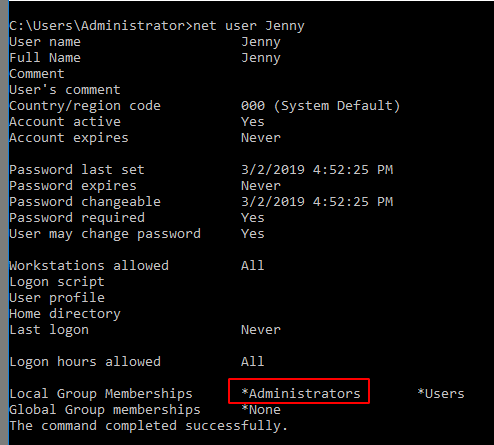 C:\Users\Administrator>net user Jenny
User name                    Jenny
Full Name                    Jenny
Comment
User's comment
Country/region code          000 (System Default)
Account active               Yes
Account expires              Never

Password last set            3/2/2019 4:52:25 PM
Password expires             Never
Password changeable          3/2/2019 4:52:25 PM
Password required            Yes
User may change password     Yes

Workstations allowed         All
Logon script
User profile
Home directory
Last logon                   Never

Logon hours allowed          All

Local Group Memberships      *Administrators       *Users
Global Group memberships     *None
The command completed successfully.